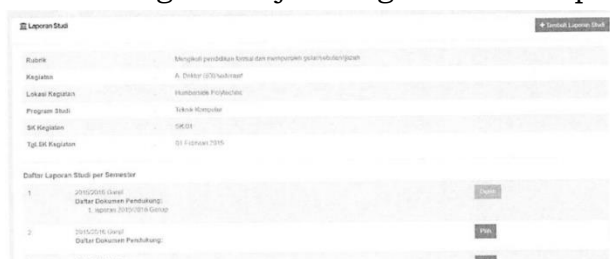 Laporan Studi
+ Tambah Laporan Studi
Rubrik Mengikuti pendidikan formal dan memperoleh gelar/sebutan/ijazah
Kegiatan A. Doktor (S3)/sederajat
Lokasi Kegiatan Humberside Polytechnic
Program Studi Teknik Komputer
SK Kegiatan SK/01
Tgl.SK Kegiatan 01 Februari 2015
Daftar Laporan Studi per Semester
1 2015/2016 Ganjil
Daftar Dokumen Pendukung:
1. laporan 2015/2016 Ganjil
2 2015/2016
Daftar Dokumen Pendukung:
Pilih